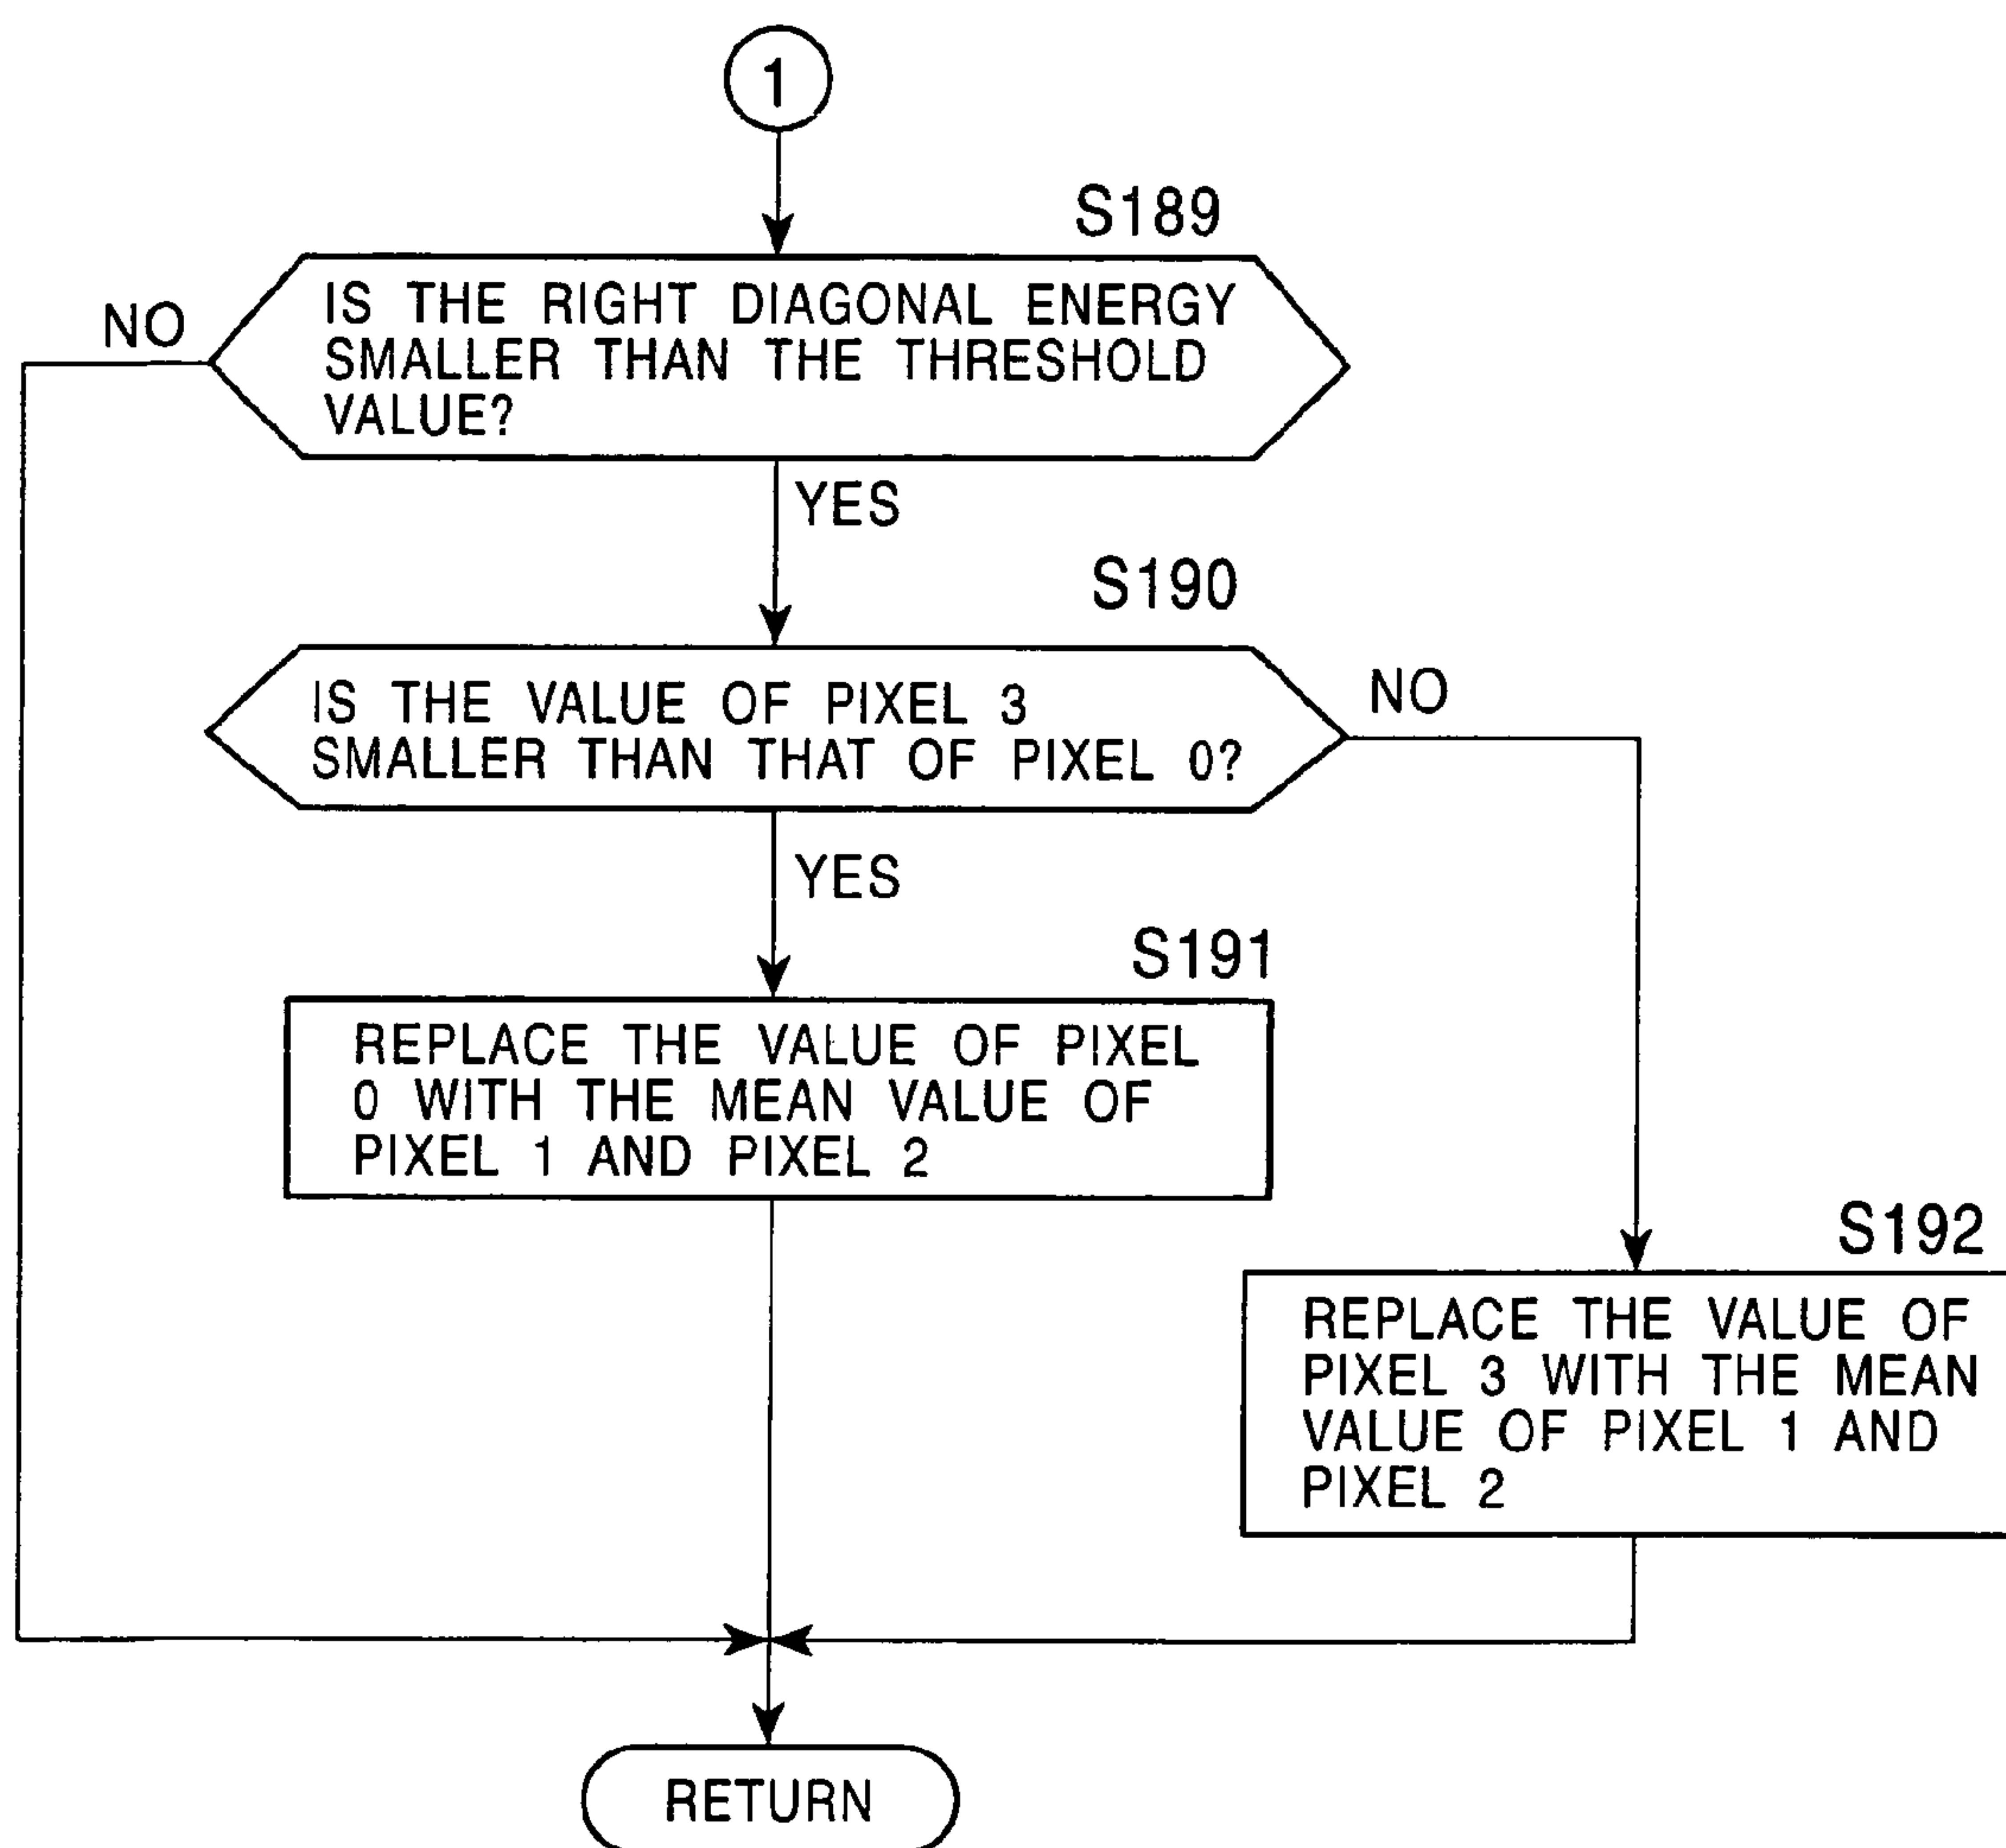 1
S189
NO
IS THE RIGHT DIAGONAL ENERGY
SMALLER THAN THE THRESHOLD
VALUE?
YES
S190
IS THE VALUE OF PIXEL 3
SMALLER THAN THAT OF PIXEL 0?
NO
YES
S191
REPLACE THE VALUE OF PIXEL
0 WITH THE MEAN VALUE OF
PIXEL 1 AND PIXEL 2
S192
REPLACE THE VALUE OF
PIXEL 3 WITH THE MEAN
VALUE OF PIXEL 1 AND
PIXEL 2
RETURN